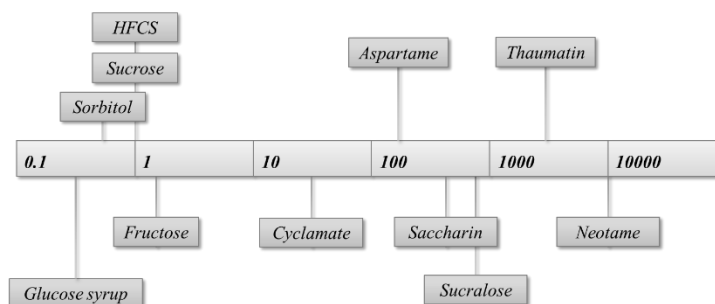 HFCS
Sucrose
Aspartame
Thaumatin
Sorbitol
0.1 1 10 100 1000 10000
Fructose
Cyclamate
Saccharin
Neotame
Glucose syrup
Sucralose